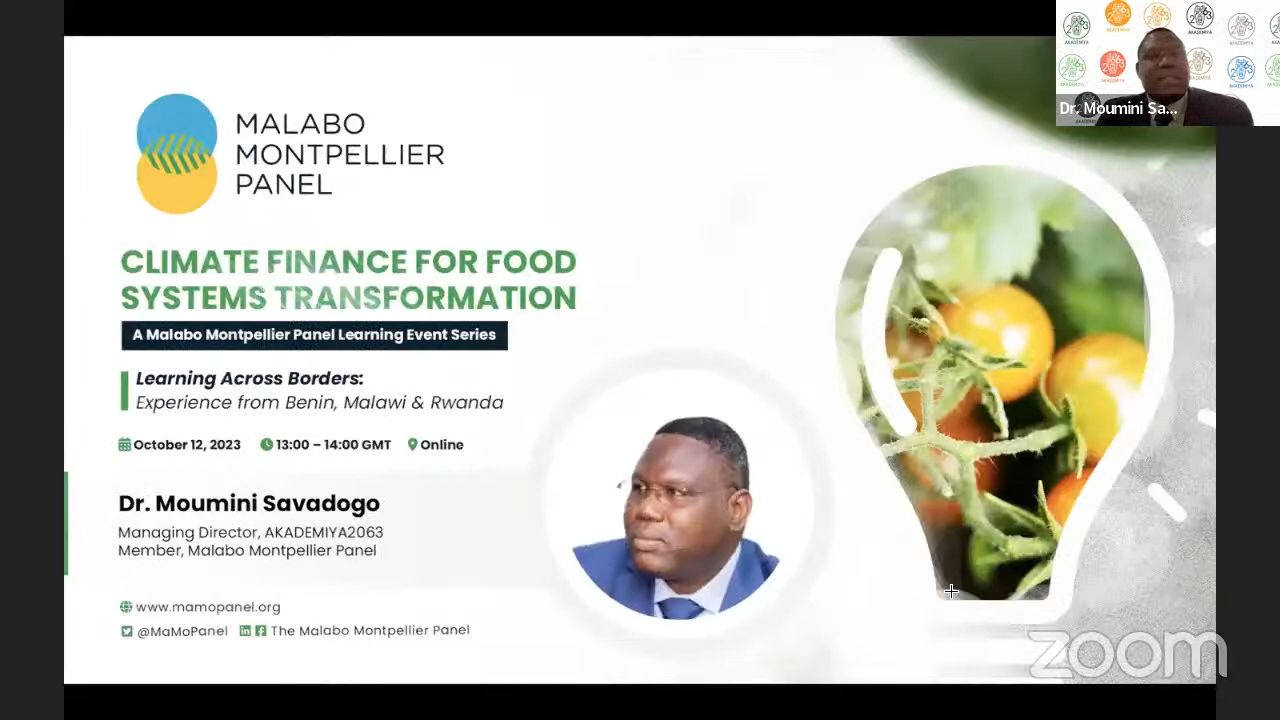 MALABO
MONTPELLIER
PANEL
CLIMATE FINANCE FOR FOOD
SYSTEMS TRANSFORMATION
A Malabo Montpellier Panel Learning Event Series
Learning Across Borders:
Experience from Benin, Malawi & Rwanda
October 12, 2023 13:00 – 14:00 GMT Online
Dr. Moumini Savadogo
Managing Director, AKADEMIYA2063
Member, Malabo Montpellier Panel
www.mamopanel.org
@MaMoPanel The Malabo Montpellier Panel
Dr. Moumini Sa...
zoom